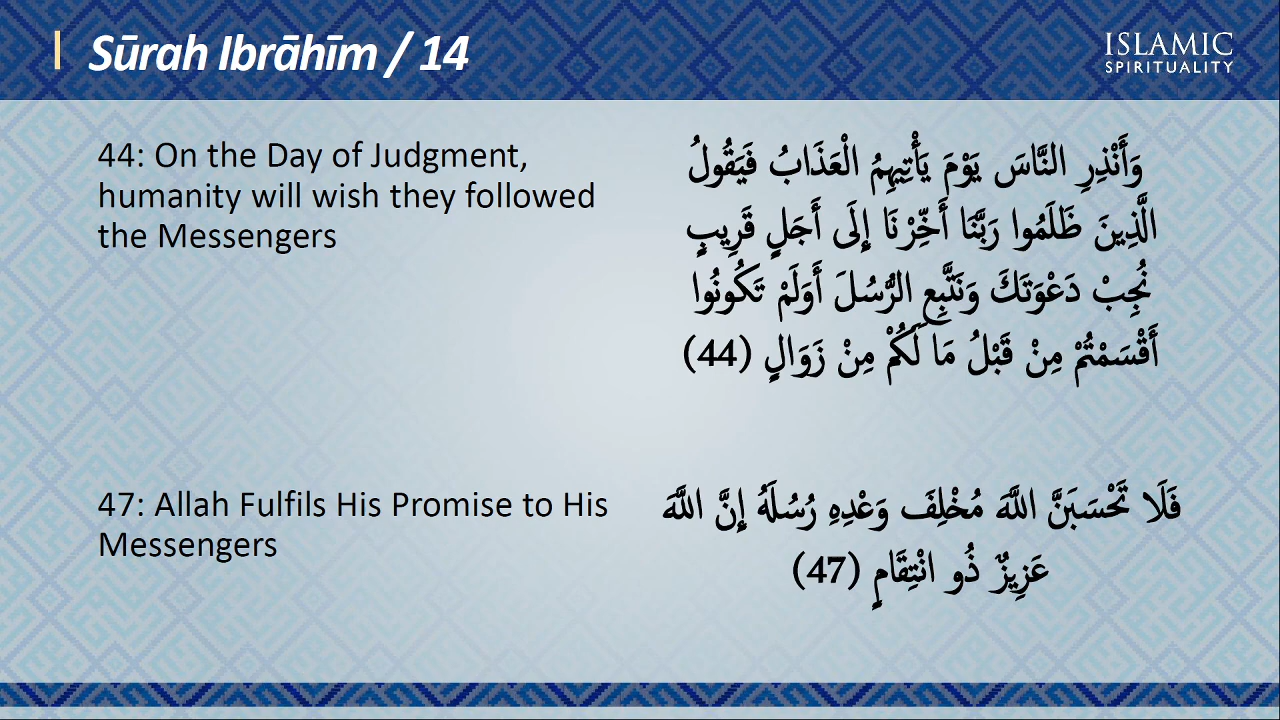 Sūrah Ibrāhīm / 14
ISLAMIC
SPIRITUALITY
44: On the Day of Judgment,
humanity will wish they followed
the Messengers
وَأَنْذِرِ النَّاسَ يَوْمَ يَأْتِيهِمُ الْعَذَابُ فَيَقُولُ
الَّذِينَ ظَلَمُوا رَبَّنَا أَخِّرْنَا إِلَى أَجَلٍ قَرِيبٍ
نُجِبْ دَعْوَتَكَ وَنَتَّبِعِ الرُّسُلَ أَوَلَمْ تَكُونُوا
أَقْسَمْتُمْ مِنْ قَبْلُ مَا لَكُمْ مِنْ زَوَالٍ (44)
47: Allah Fulfils His Promise to His
Messengers
فَلَا تَحْسَبَنَّ اللَّهَ مُخْلِفَ وَعْدِهِ رُسُلَهُ إِنَّ اللَّهَ
عَزِيزٌ ذُو انْتِقَامٍ (47)